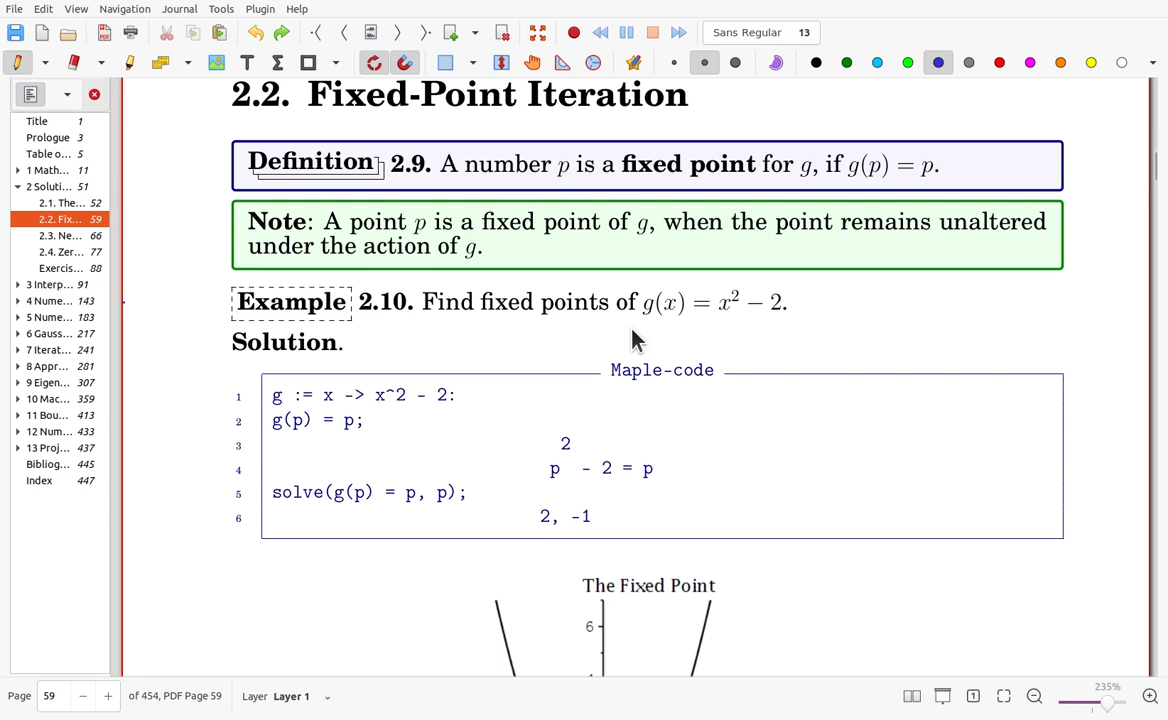 File Edit View Navigation Journal Tools Plugin Help
Sans Regular 13
Title 1
Prologue 3
Table o... 5
1 Math... 11
2 Soluti... 51
2.1. The... 52
2.2. Fix... 59
2.3. Ne... 66
2.4. Zer... 77
Exercis... 88
3 Interp... 91
4 Nume... 143
5 Nume... 183
6 Gauss... 217
7 Iterat... 241
8 Appr... 281
9 Eigen... 307
10 Mac... 359
11 Bou... 413
12 Num... 433
13 Proj... 437
Bibliog... 445
Index 447
2.2. Fixed-Point Iteration
Definition 2.9. A number p is a fixed point for g, if g(p) = p.
Note: A point p is a fixed point of g, when the point remains unaltered
under the action of g.
Example 2.10. Find fixed points of g(x) = x² − 2.
Solution.
Maple-code
1 g := x -> x^2 - 2:
2 g(p) = p;
3 2
4 p - 2 = p
5 solve(g(p) = p, p);
6 2, -1
The Fixed Point
6
Page 59 of 454, PDF Page 59 Layer Layer 1 235%